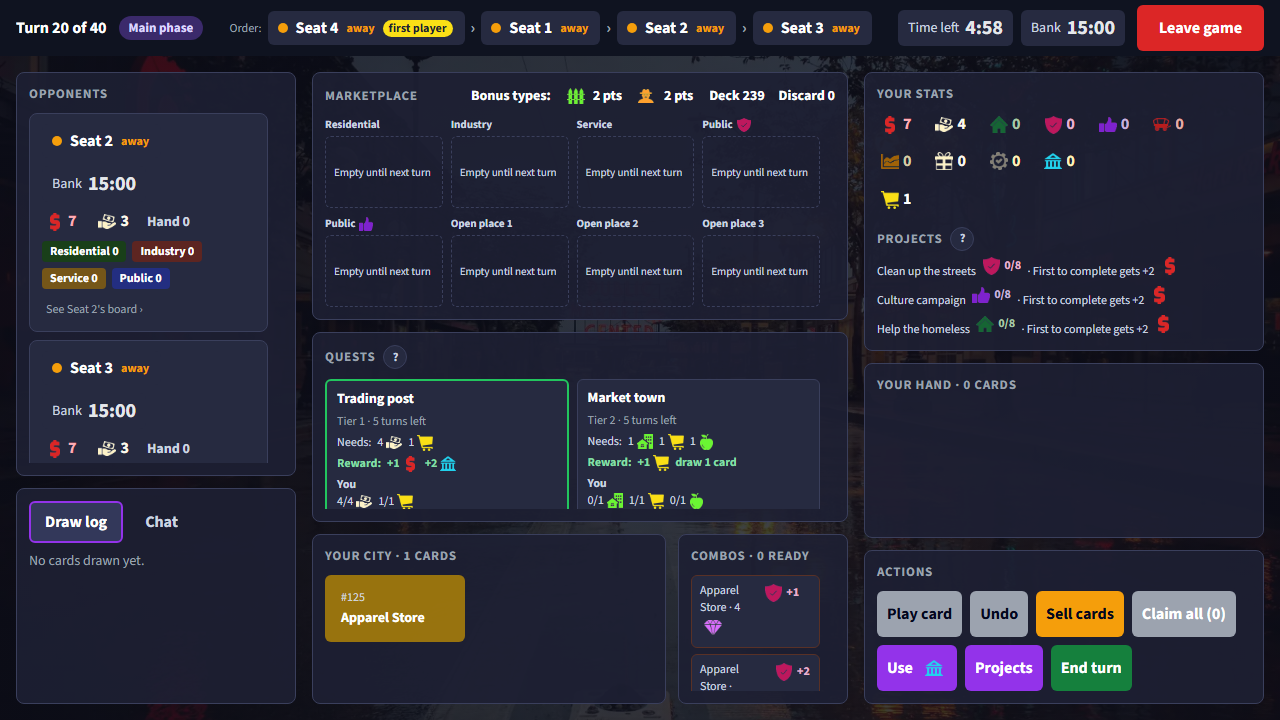 Turn 20 of 40 Main phase Order: Seat 4 away first player › Seat 1 away › Seat 2 away › Seat 3 away Time left 4:58 Bank 15:00 Leave game
OPPONENTS
Seat 2 away
Bank 15:00
7 3 Hand 0
Residential 0 Industry 0
Service 0 Public 0
See Seat 2's board ›
Seat 3 away
Bank 15:00
7 3 Hand 0
Draw log Chat
No cards drawn yet.
MARKETPLACE Bonus types: 2 pts 2 pts Deck 239 Discard 0
Residential Industry Service Public
Empty until next turn Empty until next turn Empty until next turn Empty until next turn
Public Open place 1 Open place 2 Open place 3
Empty until next turn Empty until next turn Empty until next turn Empty until next turn
QUESTS ?
Trading post
Tier 1 · 5 turns left
Needs: 4 1
Reward: +1 +2
You
4/4 1/1
Market town
Tier 2 · 5 turns left
Needs: 1 1 1
Reward: +1 draw 1 card
You
0/1 1/1 0/1
YOUR CITY · 1 CARDS
#125
Apparel Store
COMBOS · 0 READY
Apparel +1
Store · 4
Apparel +2
Store ·
YOUR STATS
7 4 0 0 0 0
0 0 0 0
1
PROJECTS ?
Clean up the streets 0/8 · First to complete gets +2
Culture campaign 0/8 · First to complete gets +2
Help the homeless 0/8 · First to complete gets +2
YOUR HAND · 0 CARDS
ACTIONS
Play card Undo Sell cards Claim all (0)
Use Projects End turn